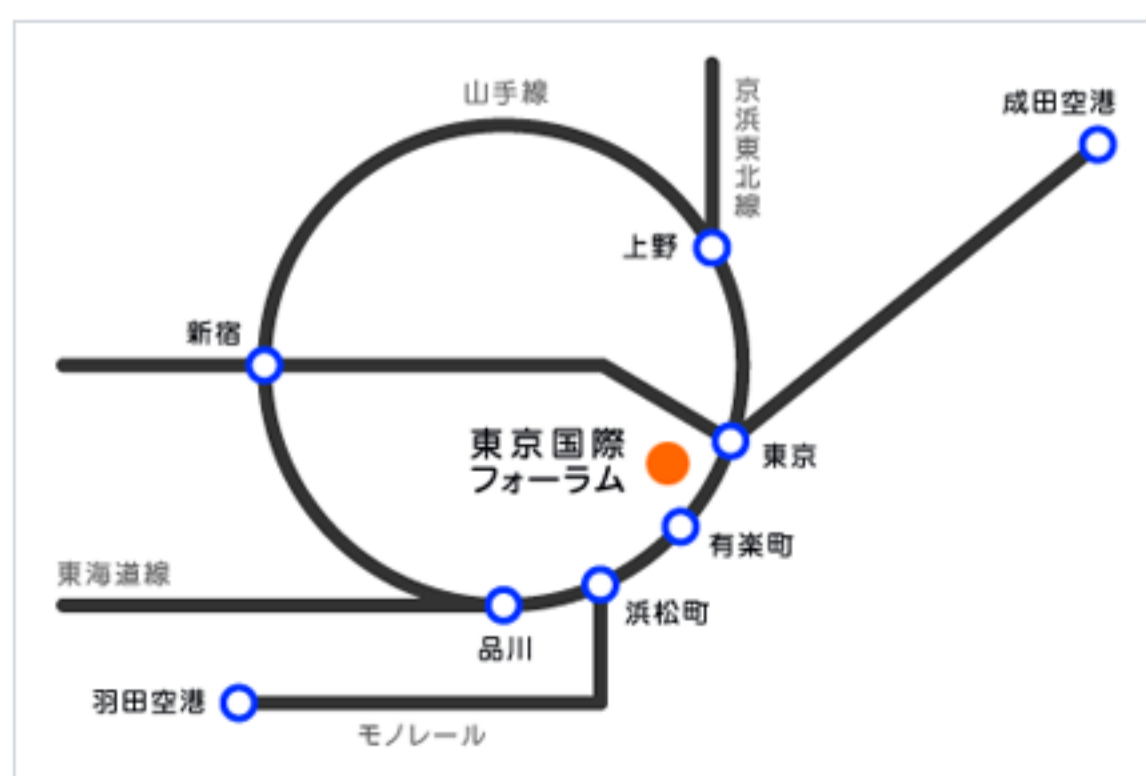 山手線
京浜東北線
成田空港
上野
新宿
東京国際
フォーラム
東京
有楽町
東海道線
浜松町
品川
羽田空港
モノレール